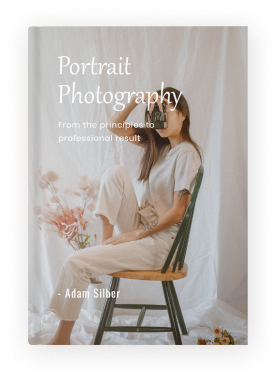 Portrait
Photography
From the principles to
professional result
- Adam Silber